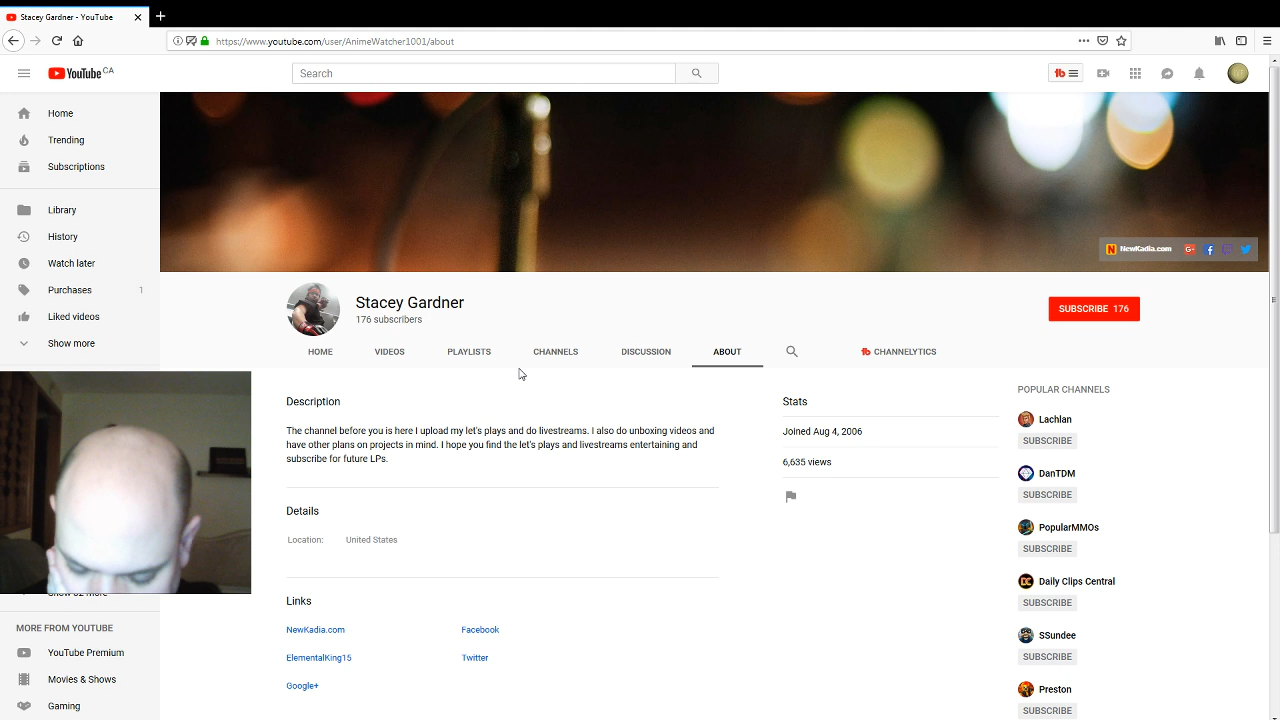 Stacey Gardner - YouTube
https://www.youtube.com/user/AnimeWatcher1001/about
YouTube CA
Search
Home
Trending
Subscriptions
Library
History
Watch later
Purchases 1
Liked videos
Show more
MORE FROM YOUTUBE
YouTube Premium
Movies & Shows
Gaming
NewKadia.com
Stacey Gardner
176 subscribers
SUBSCRIBE 176
HOME VIDEOS PLAYLISTS CHANNELS DISCUSSION ABOUT CHANNELYTICS
Description
The channel before you is here I upload my let's plays and do livestreams. I also do unboxing videos and
have other plans on projects in mind. I hope you find the let's plays and livestreams entertaining and
subscribe for future LPs.
Details
Location: United States
Links
NewKadia.com Facebook
ElementalKing15 Twitter
Google+
Stats
Joined Aug 4, 2006
6,635 views
POPULAR CHANNELS
Lachlan
SUBSCRIBE
DanTDM
SUBSCRIBE
PopularMMOs
SUBSCRIBE
Daily Clips Central
SUBSCRIBE
SSundee
SUBSCRIBE
Preston
SUBSCRIBE